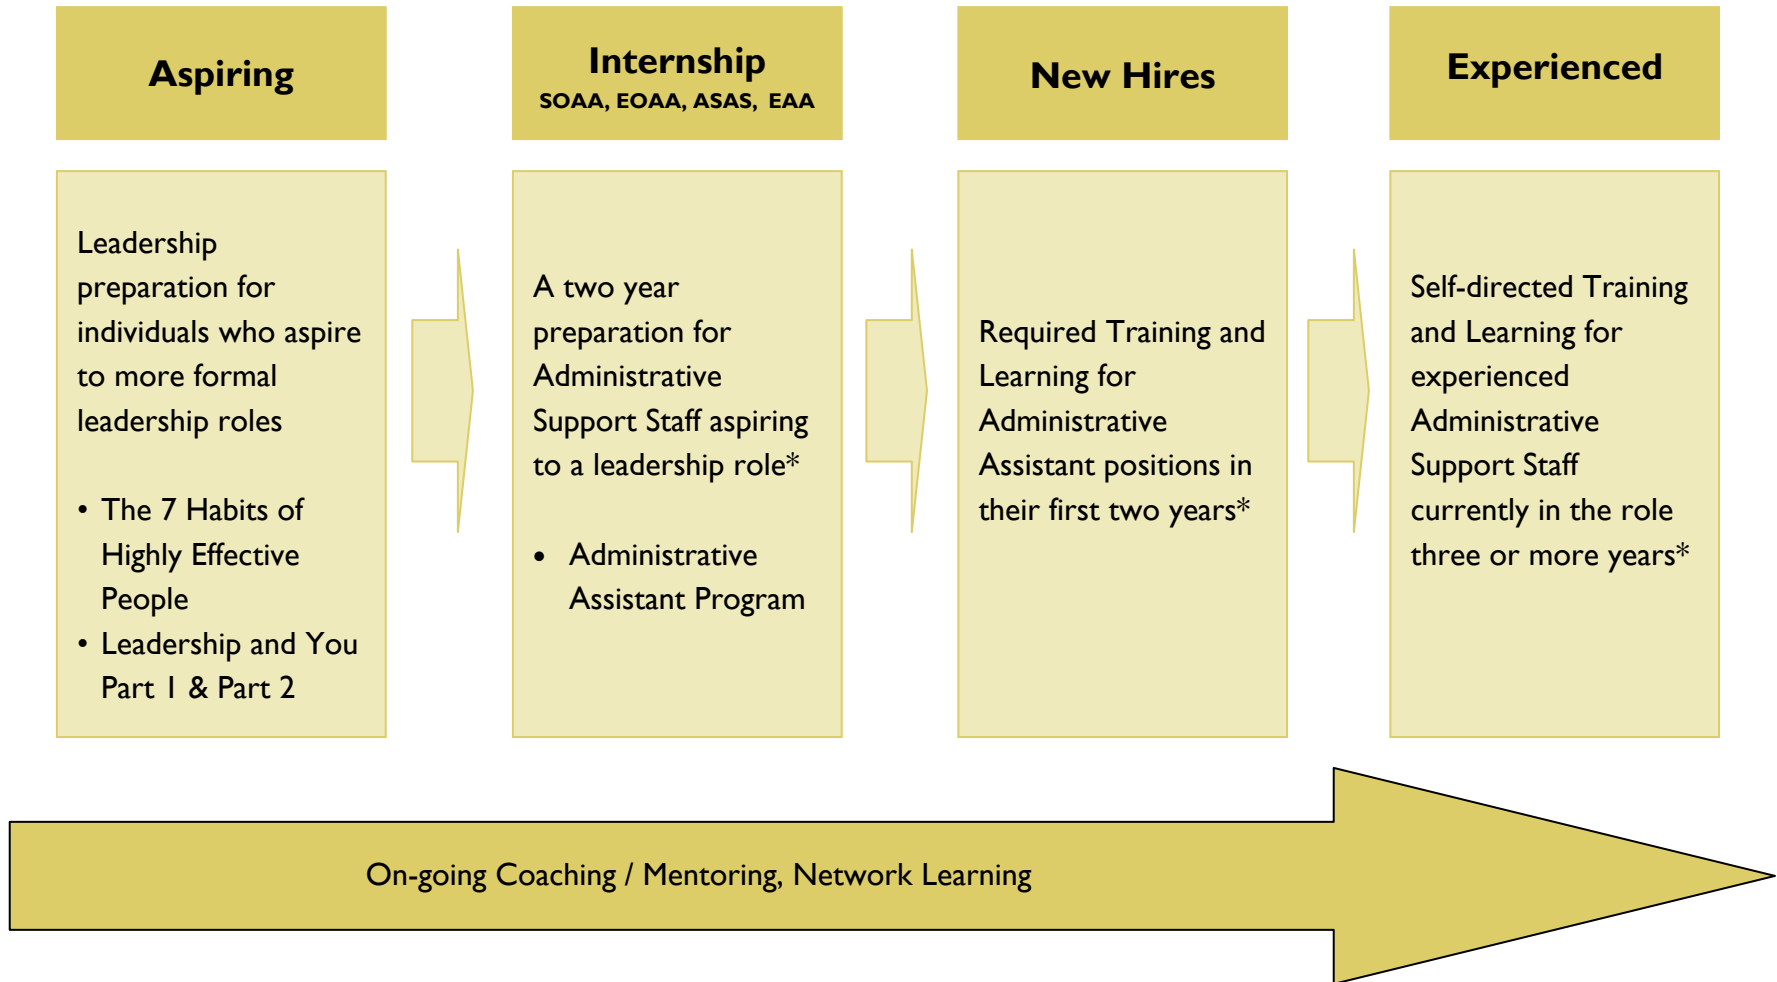 Aspiring
Internship
SOAA, EOAA, ASAS, EAA
New Hires
Experienced
Leadership
preparation for
individuals who aspire
to more formal
leadership roles
• The 7 Habits of
Highly Effective
People
• Leadership and You
Part 1 & Part 2
A two year
preparation for
Administrative
Support Staff aspiring
to a leadership role*
• Administrative
Assistant Program
Required Training and
Learning for
Administrative
Assistant positions in
their first two years*
Self-directed Training
and Learning for
experienced
Administrative
Support Staff
currently in the role
three or more years*
On-going Coaching / Mentoring, Network Learning